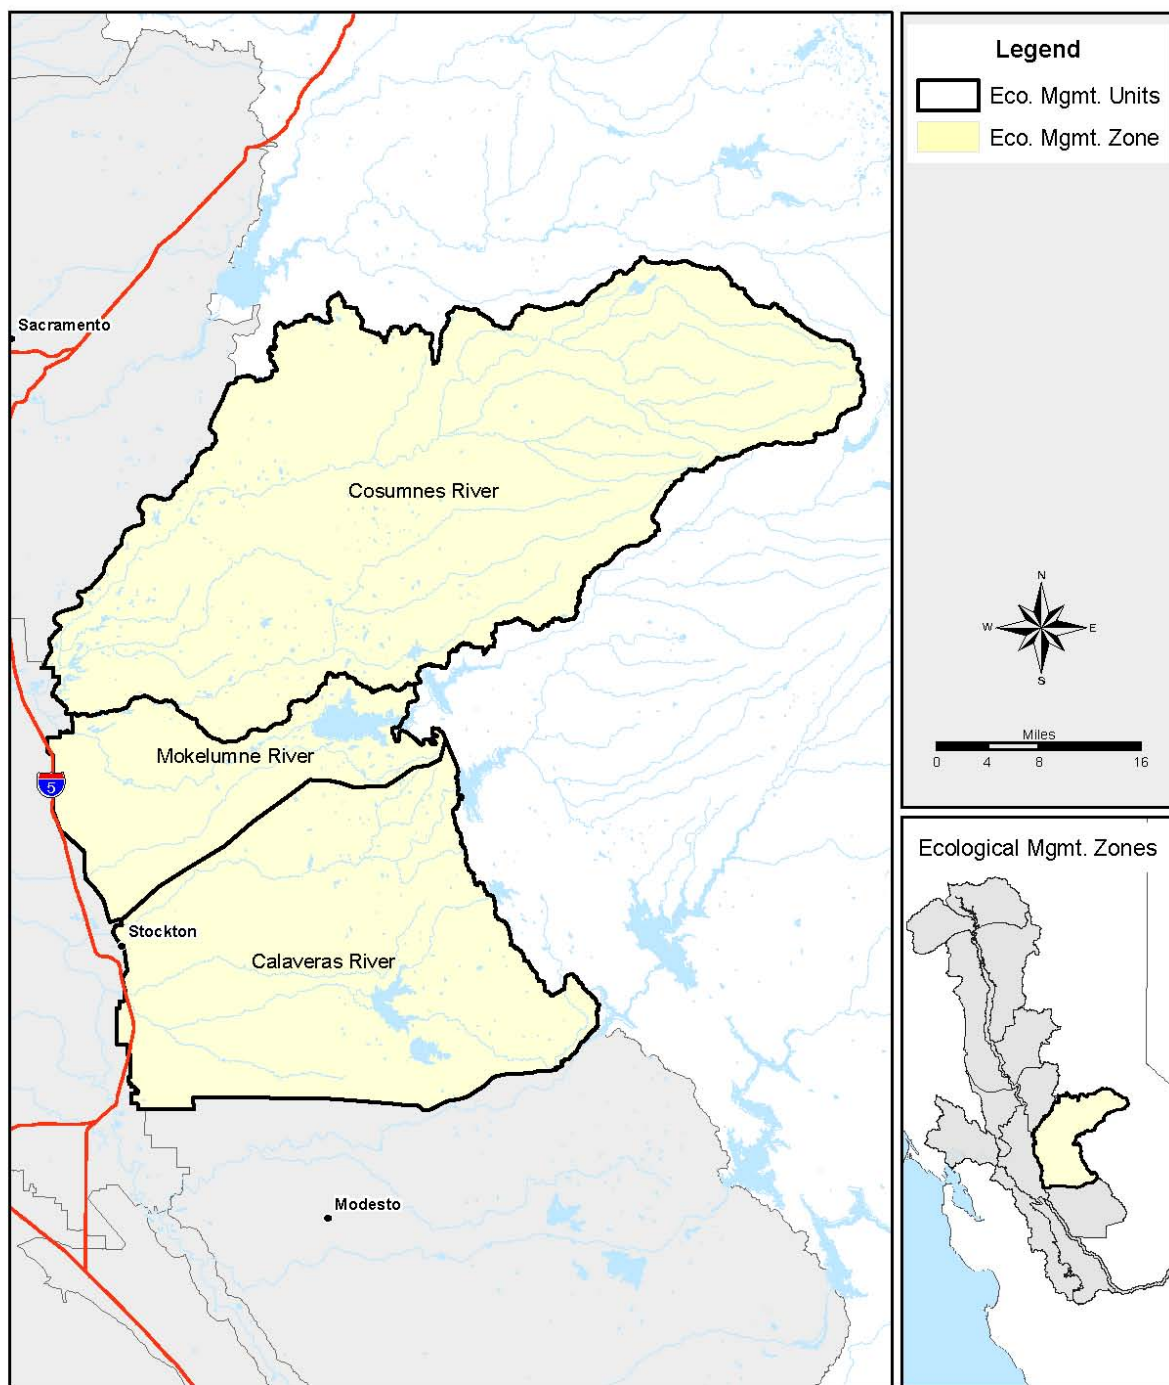 Sacramento
Cosumnes River
Mokelumne River
5
Stockton
Calaveras River
Modesto
Legend
Eco. Mgmt. Units
Eco. Mgmt. Zone
N
W
E
S
Miles
0 4 8 16
Ecological Mgmt. Zones